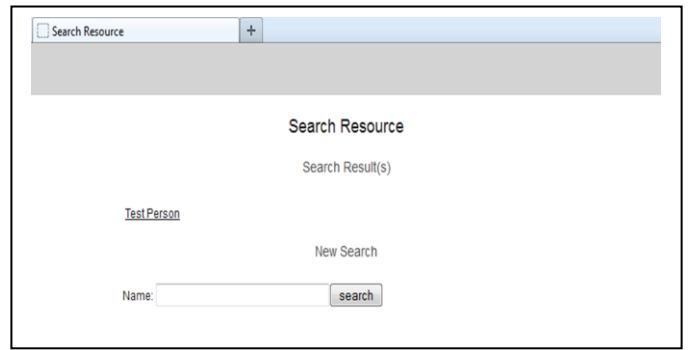 Search Resource
+
Search Resource
Search Result(s)
Test Person
New Search
Name:
search